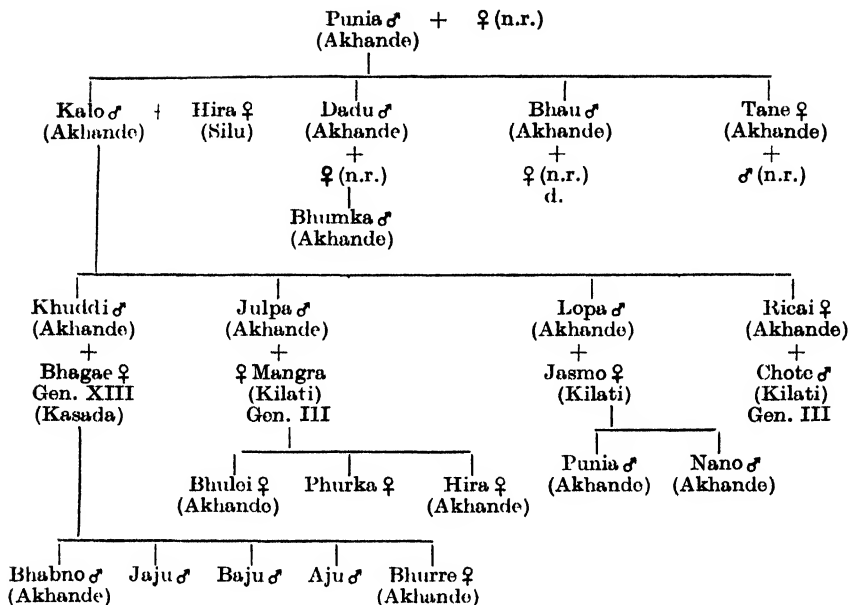 Punia ♂ + ♀ (n.r.)
(Akhande)
Kalo ♂ + Hira ♀ Dadu ♂ Bhau ♂ Tane ♀
(Akhande) (Silu) (Akhande) (Akhande) (Akhande)
+ + +
♀ (n.r.) ♀ (n.r.) ♂ (n.r.)
d.
Bhumka ♂
(Akhande)
Khuddi ♂ Julpa ♂ Lopa ♂ Ricai ♀
(Akhande) (Akhande) (Akhande) (Akhande)
+ + + +
Bhagae ♀ ♀ Mangra Jasmo ♀ Chote ♂
Gen. XIII (Kilati) (Kilati) (Kilati)
(Kasada) Gen. III Gen. III
Punia ♂ Nano ♂
(Akhande) (Akhande)
Bhulei ♀ Phurka ♀ Hira ♀
(Akhande) (Akhande)
Bhabno ♂ Jaju ♂ Baju ♂ Aju ♂ Bhurre ♀
(Akhande) (Akhande)